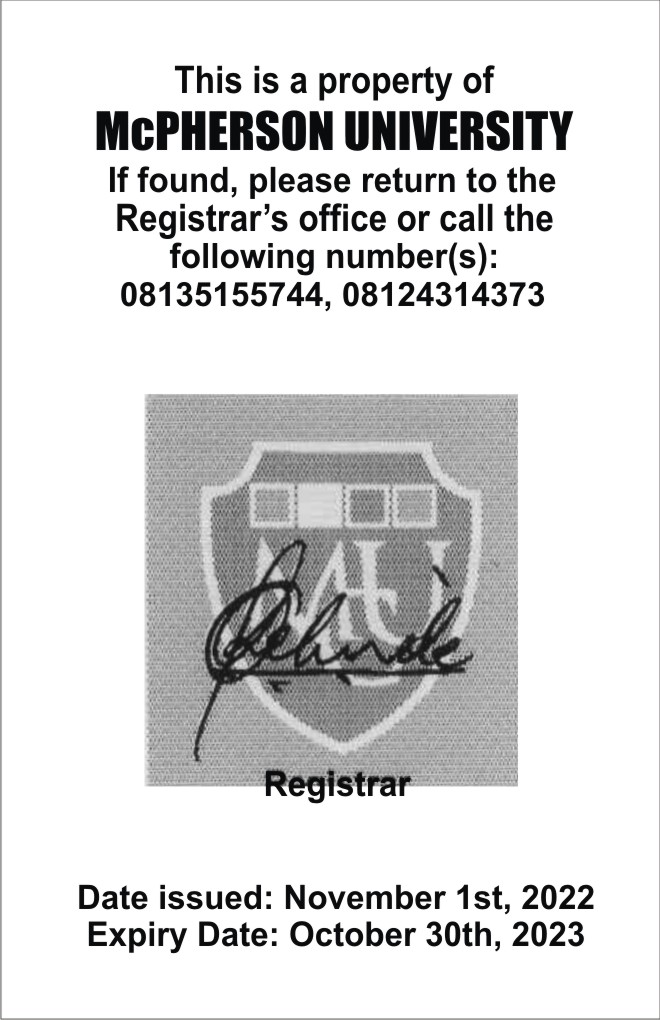 This is a property of
McPHERSON UNIVERSITY
If found, please return to the
Registrar’s office or call the
following number(s):
08135155744, 08124314373
MU
Registrar
Date issued: November 1st, 2022
Expiry Date: October 30th, 2023